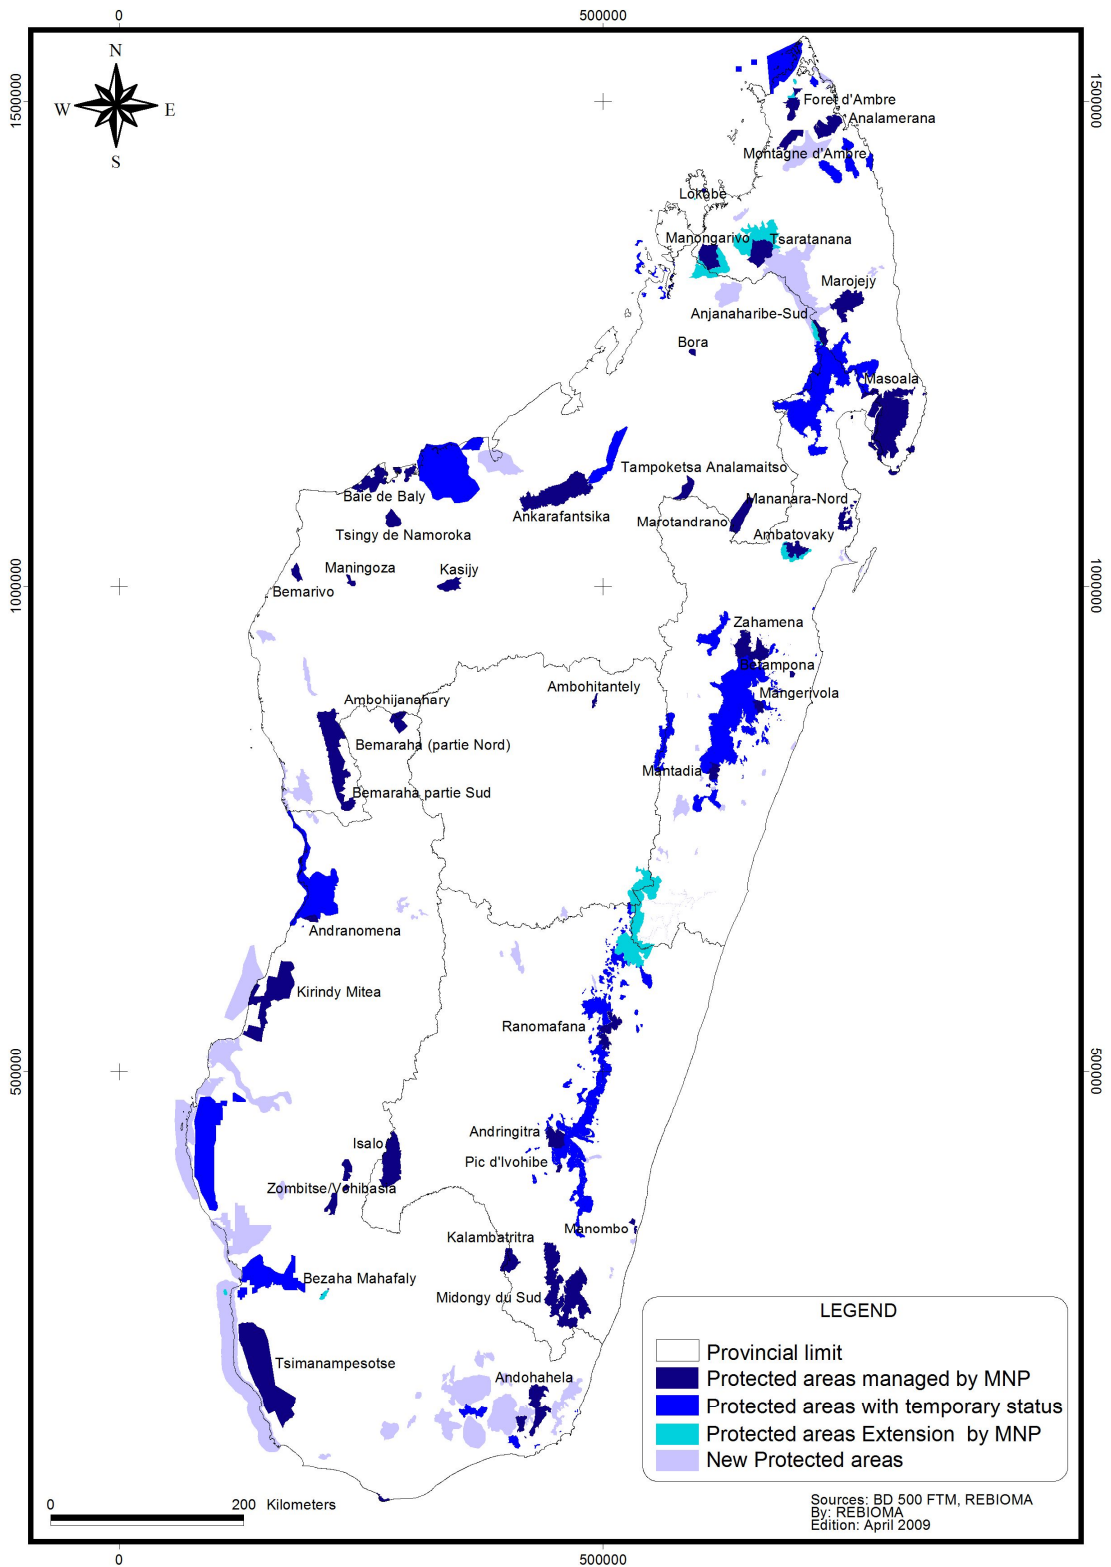 0
500000
N
W
E
S
1500000
1500000
Foret d'Ambre
Analamerana
Montagne d'Ambre
Lokobe
Manongarivo
Tsaratanana
Marojejy
Anjanaharibe-Sud
Bora
Masoala
Tampoketsa Analamaitso
Baie de Baly
Mananara-Nord
Ankarafantsika
Marotandrano
Tsingy de Namoroka
Ambatovaky
Maningoza
Kasijy
Bemarivo
1000000
1000000
Zahamena
Betampona
Ambohitantely
Mangerivola
Ambohijanahary
Bemaraha (partie Nord)
Mantadia
Bemaraha partie Sud
Andranomena
Kirindy Mitea
Ranomafana
500000
500000
Andringitra
Isalo
Pic d'Ivohibe
Zombitse/Vohibasia
Manombo
Kalambatritra
Bezaha Mahafaly
Midongy du Sud
Tsimanampesotse
Andohahela
LEGEND
Provincial limit
Protected areas managed by MNP
Protected areas with temporary status
Protected areas Extension by MNP
New Protected areas
0
200 Kilometers
Sources: BD 500 FTM, REBIOMA
By: REBIOMA
Edition: April 2009
0
500000